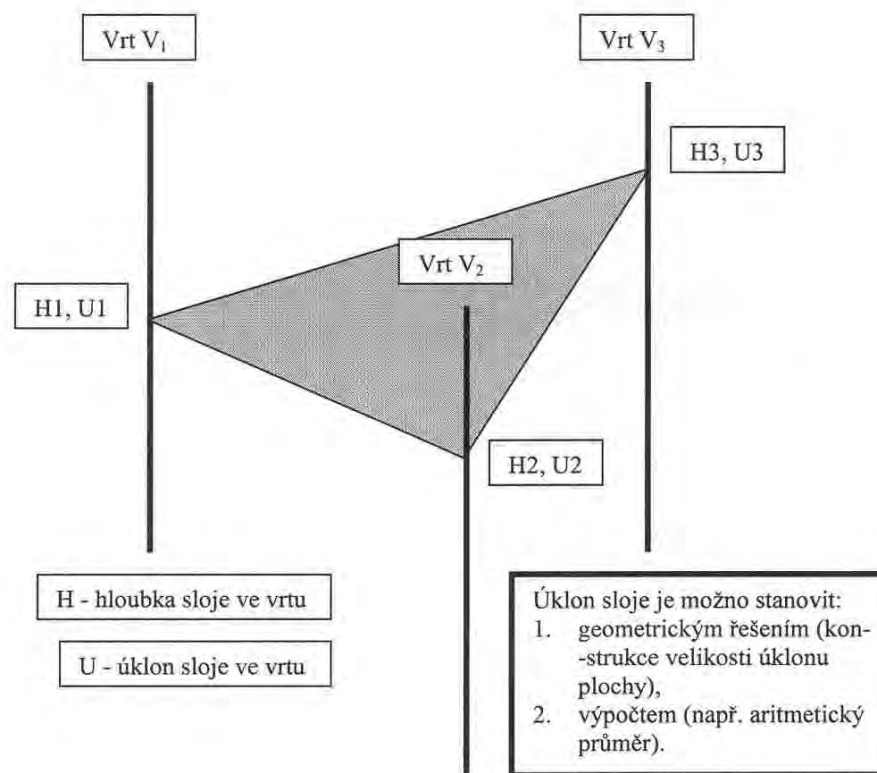 Vrt V₁
Vrt V₃
H3, U3
Vrt V₂
H1, U1
H2, U2
H - hloubka sloje ve vrtu
U - úklon sloje ve vrtu
Úklon sloje je možno stanovit:
1. geometrickým řešením (kon-
-strukce velikosti úklonu
plochy),
2. výpočtem (např. aritmetický
průměr).